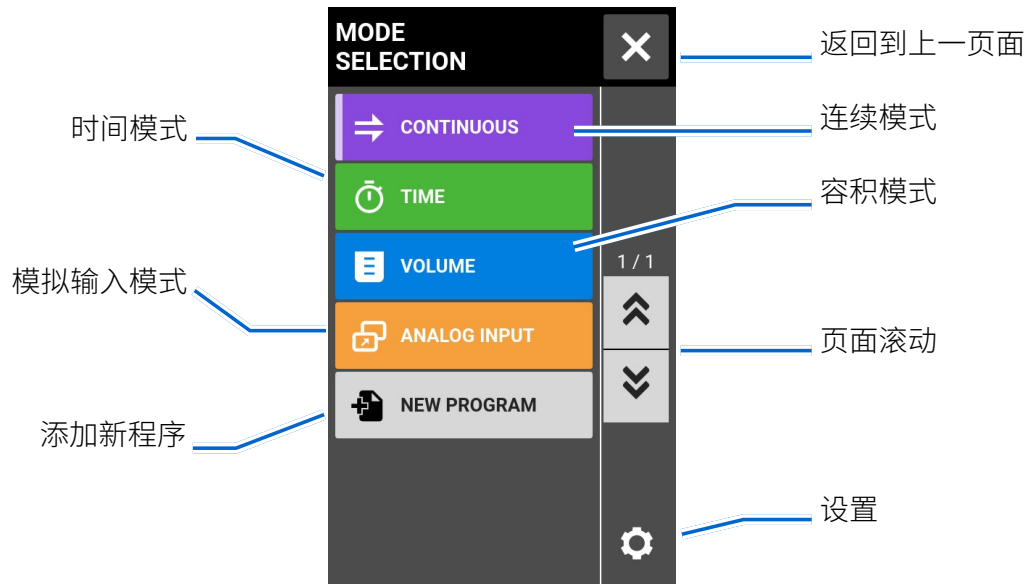 MODE
SELECTION
返回到上一页面
CONTINUOUS
连续模式
时间模式
TIME
容积模式
VOLUME
1 / 1
模拟输入模式
ANALOG INPUT
页面滚动
NEW PROGRAM
添加新程序
设置